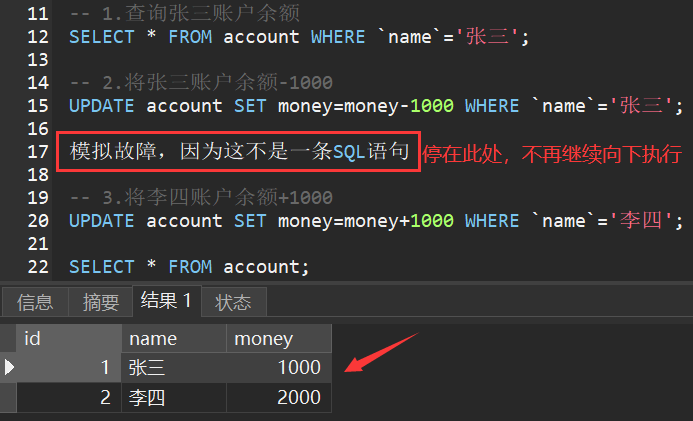 11 -- 1.查询张三账户余额
12 SELECT * FROM account WHERE `name`='张三';
13
14 -- 2.将张三账户余额-1000
15 UPDATE account SET money=money-1000 WHERE `name`='张三';
16
17 模拟故障，因为这不是一条SQL语句 停在此处，不再继续向下执行
18
19 -- 3.将李四账户余额+1000
20 UPDATE account SET money=money+1000 WHERE `name`='李四';
21
22 SELECT * FROM account;
信息 摘要 结果 1 状态
id name money
1 张三 1000
2 李四 2000